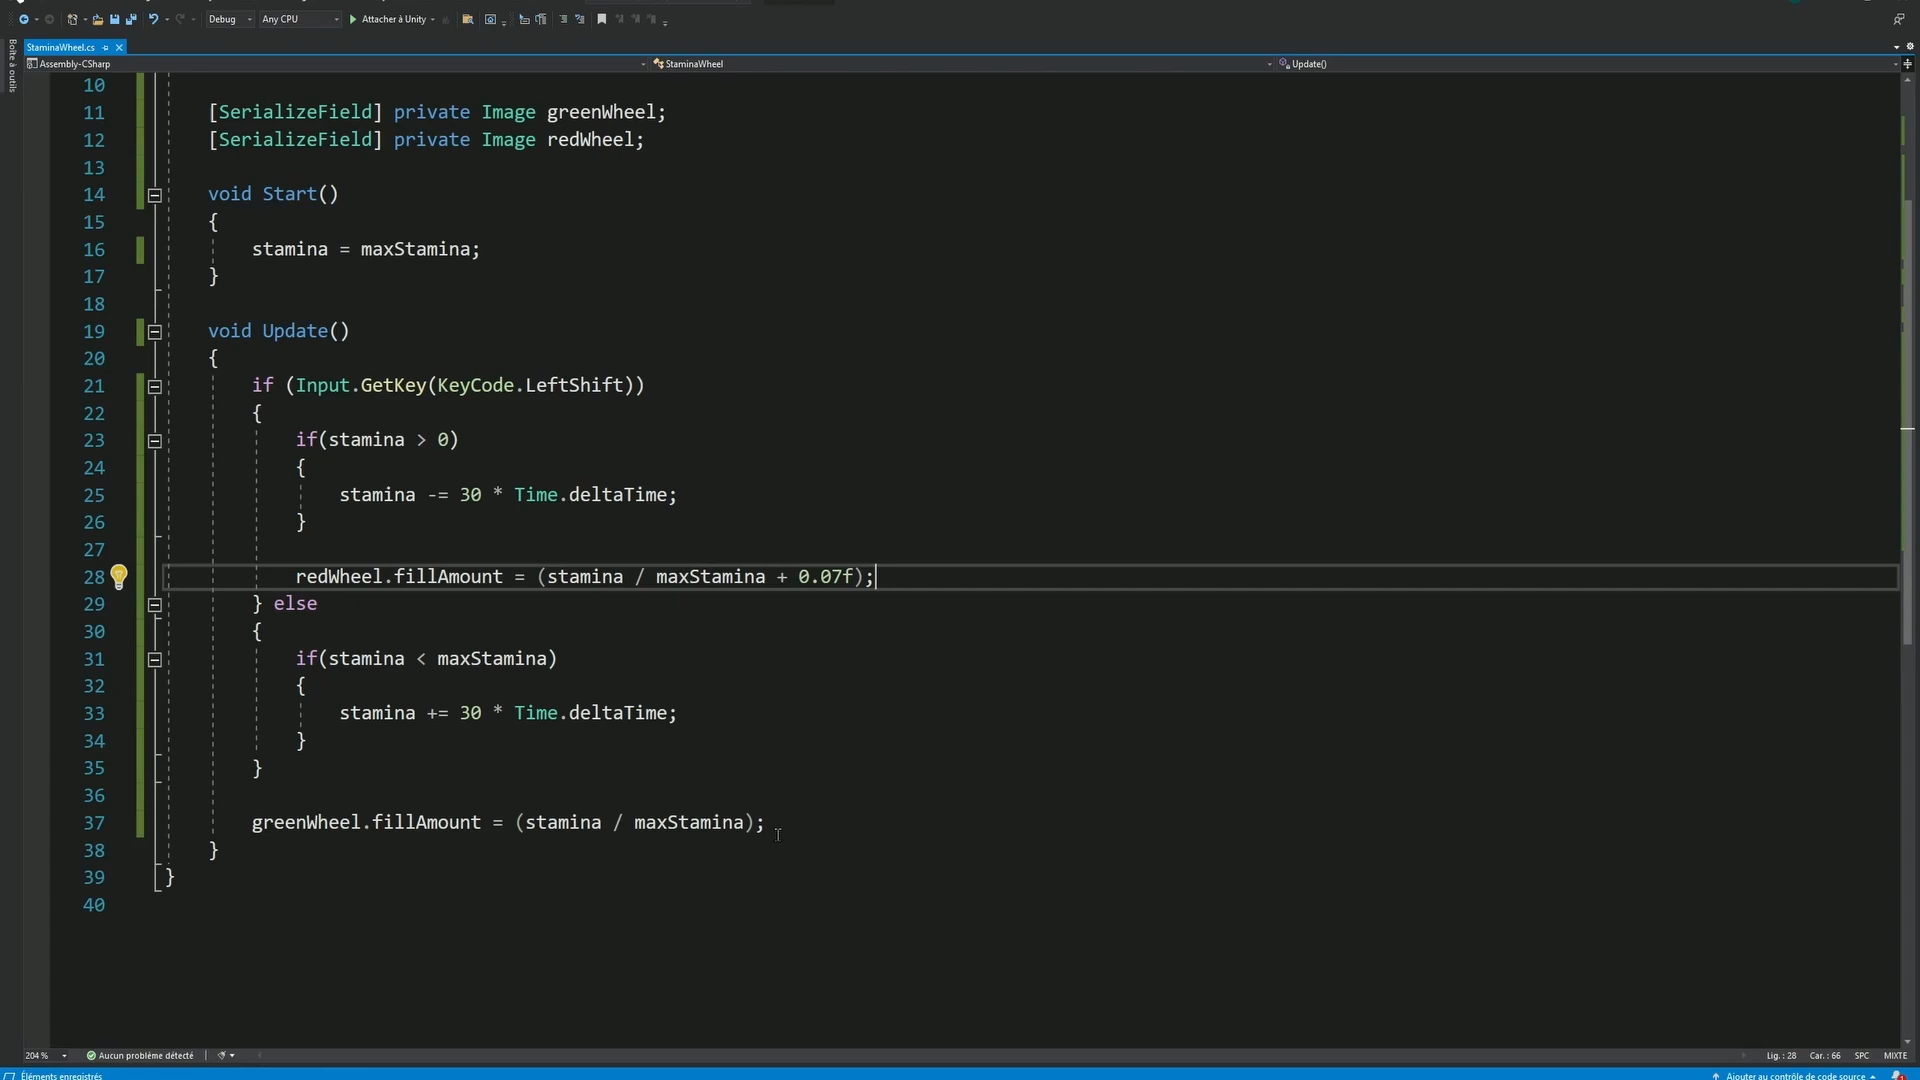 Debug Any CPU Attacher à Unity
Boîte à outils
StaminaWheel.cs
Assembly-CSharp StaminaWheel Update()
10
11 [SerializeField] private Image greenWheel;
12 [SerializeField] private Image redWheel;
13
14 void Start()
15 {
16 stamina = maxStamina;
17 }
18
19 void Update()
20 {
21 if (Input.GetKey(KeyCode.LeftShift))
22 {
23 if(stamina > 0)
24 {
25 stamina -= 30 * Time.deltaTime;
26 }
27
28 redWheel.fillAmount = (stamina / maxStamina + 0.07f);
29 } else
30 {
31 if(stamina < maxStamina)
32 {
33 stamina += 30 * Time.deltaTime;
34 }
35 }
36
37 greenWheel.fillAmount = (stamina / maxStamina);
38 }
39 }
40
204 % Aucun problème détecté Lig. : 28 Car. : 66 SPC MIXTE
Éléments enregistrés Ajouter au contrôle de code source